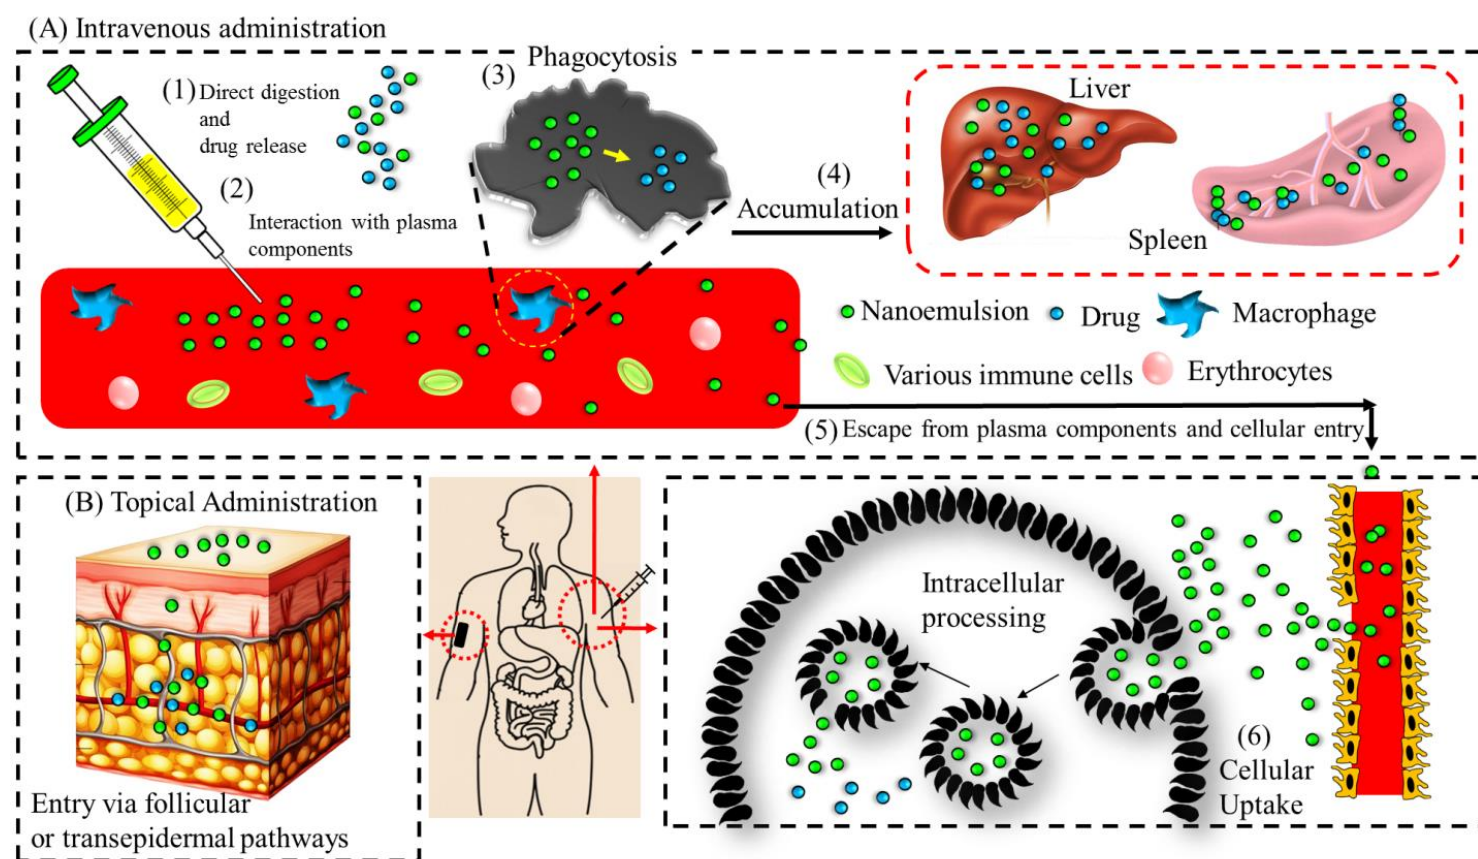 (A) Intravenous administration
(1) Direct digestion
and
drug release
(2)
Interaction with plasma
components
(3) Phagocytosis
(4)
Accumulation
Liver
Spleen
Nanoemulsion
Drug
Macrophage
Various immune cells
Erythrocytes
(5) Escape from plasma components and cellular entry
(B) Topical Administration
Entry via follicular
or transepidermal pathways
Intracellular
processing
(6)
Cellular
Uptake